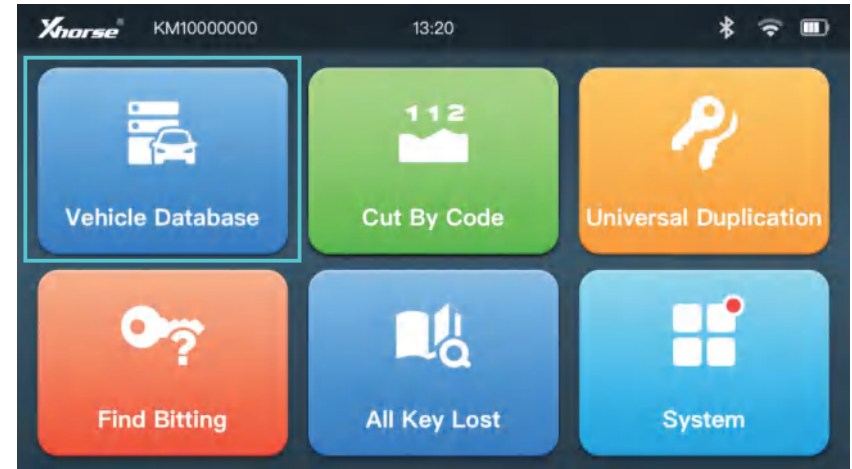 Xhorse® KM10000000 13:20
112
Vehicle Database Cut By Code Universal Duplication
?
Find Bitting All Key Lost System